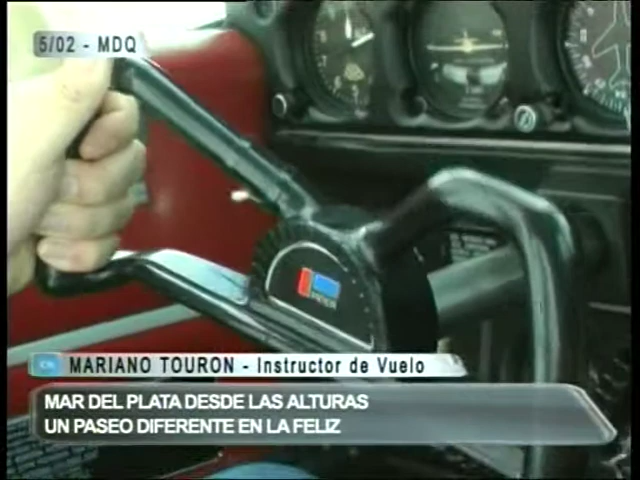 5/02 - MDQ
MARIANO TOURON - Instructor de Vuelo
MAR DEL PLATA DESDE LAS ALTURAS
UN PASEO DIFERENTE EN LA FELIZ